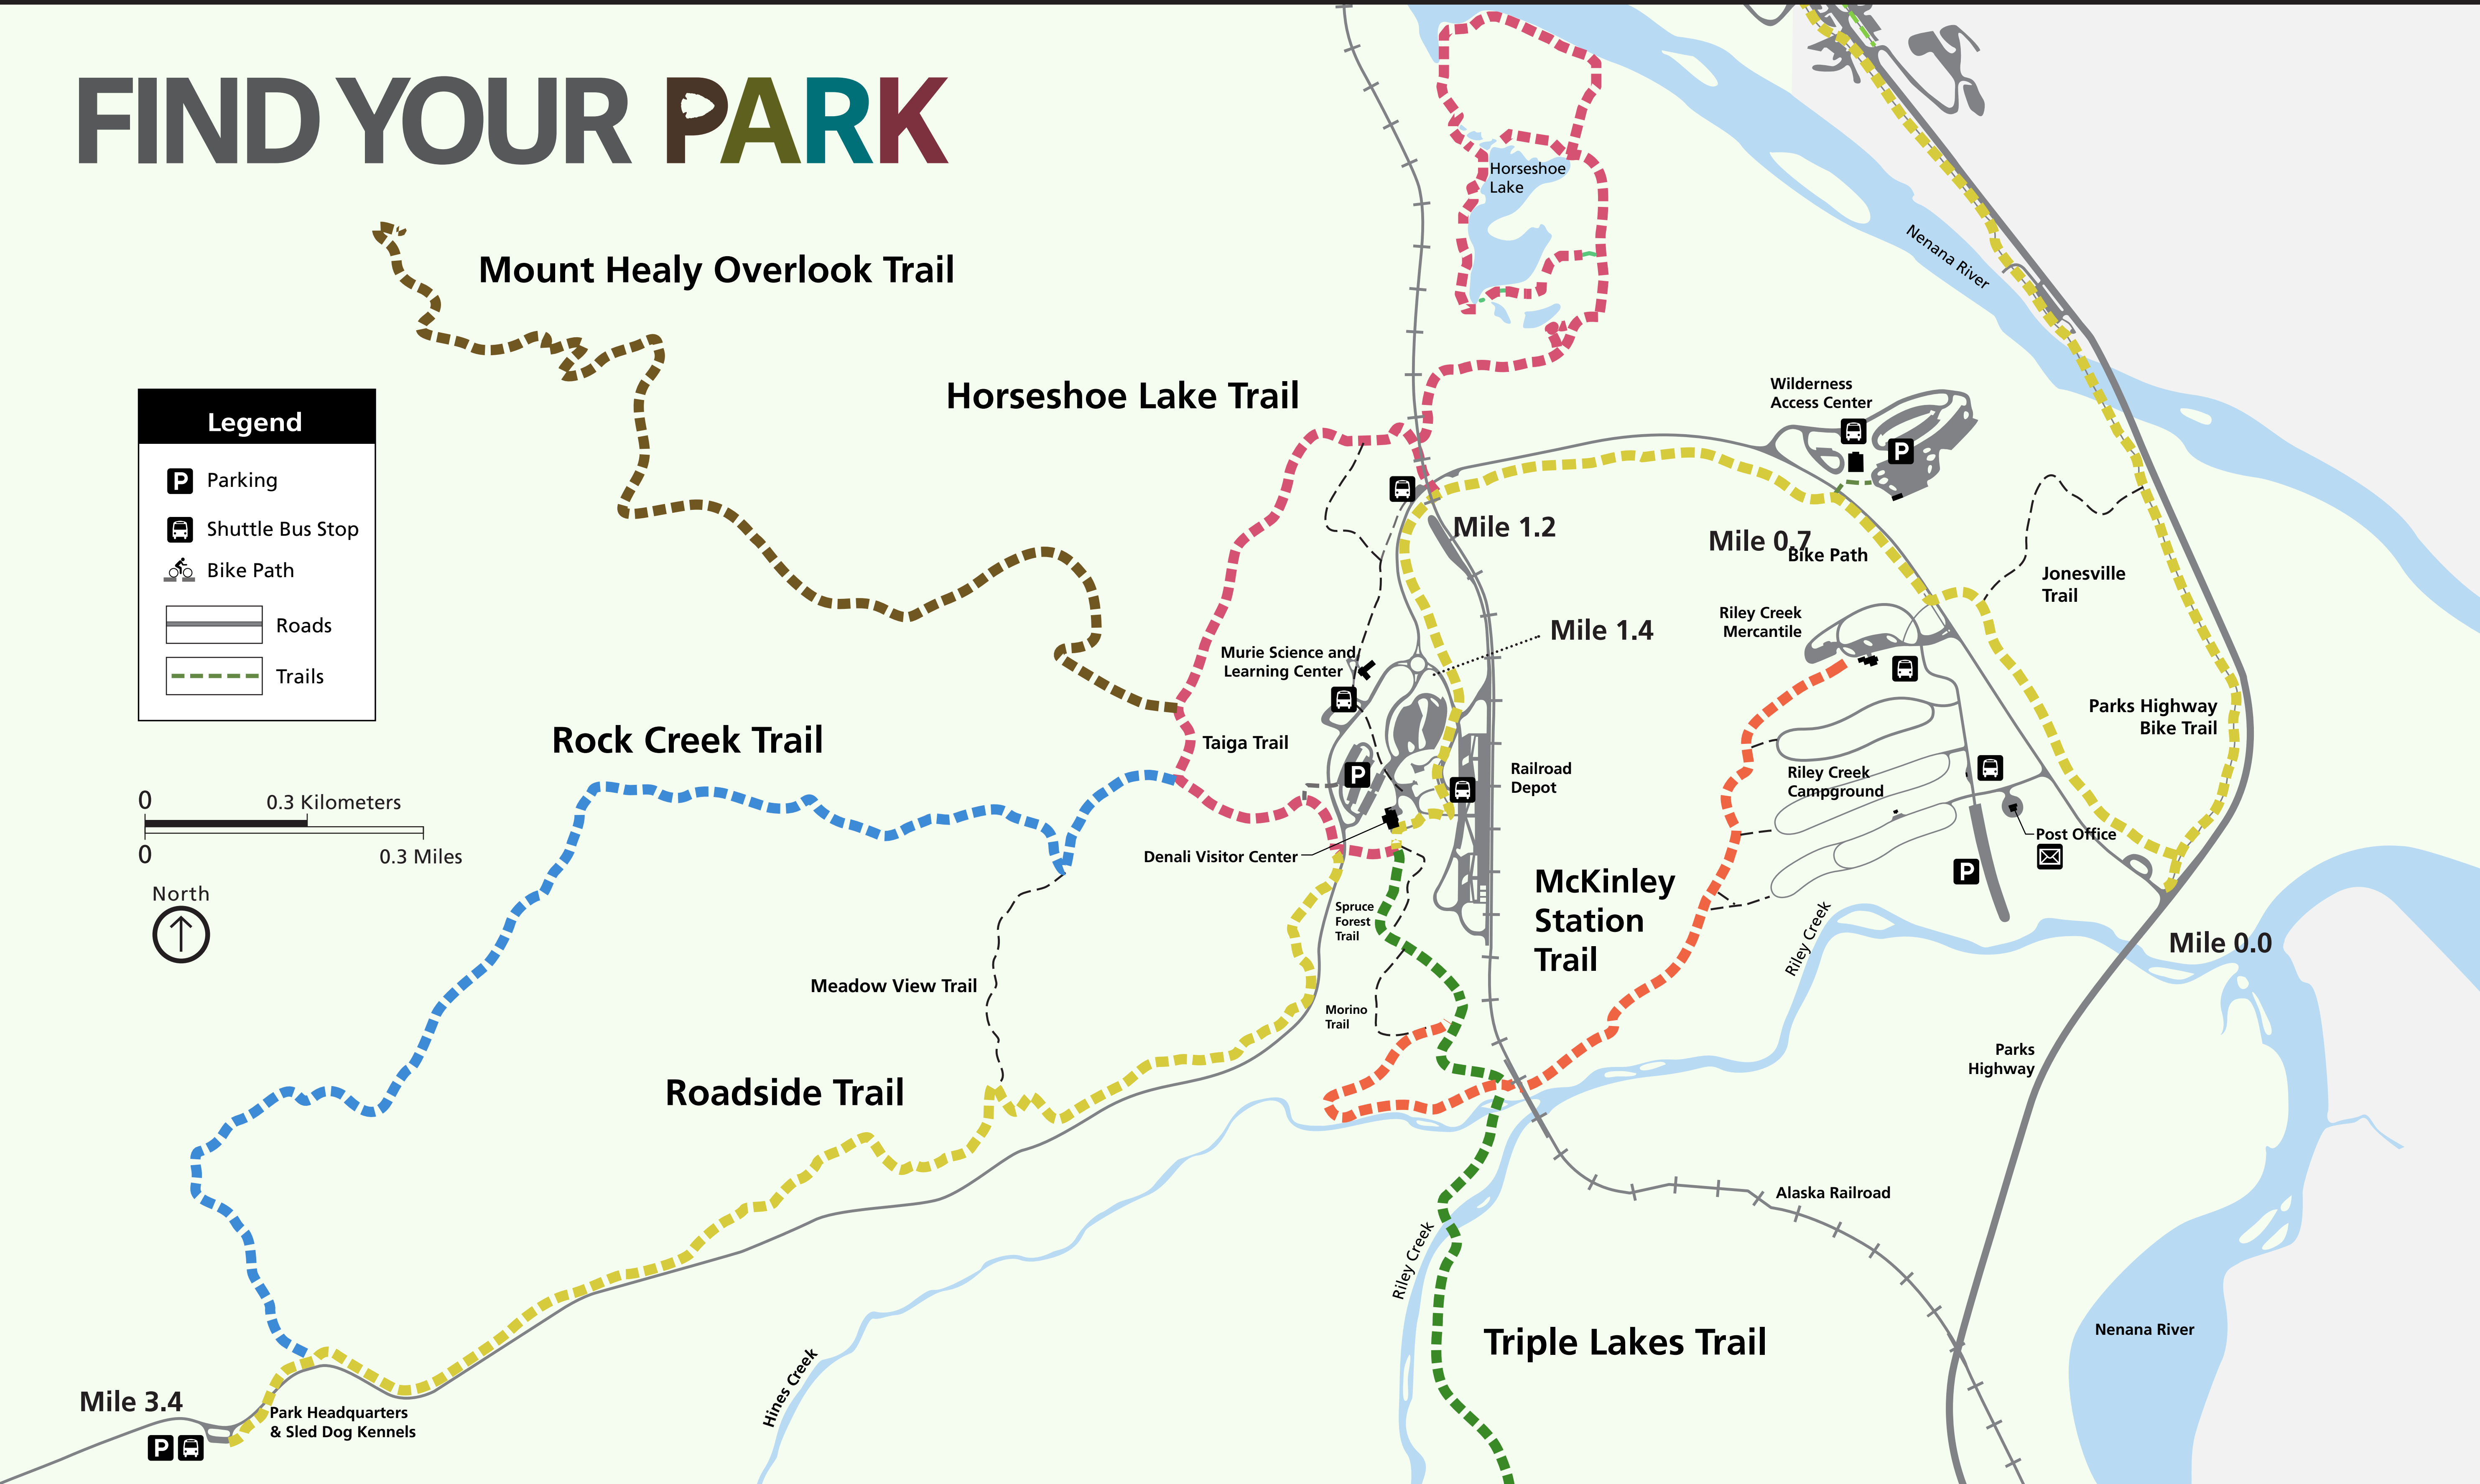 FIND YOUR PARK
Mount Healy Overlook Trail
Horseshoe
Lake
Nenana River
Horseshoe Lake Trail
Wilderness
Access Center
P
Legend
P Parking
Shuttle Bus Stop
Bike Path
Roads
Trails
Mile 1.2
Mile 0.7
Bike Path
Jonesville
Trail
Riley Creek
Mercantile
Mile 1.4
Murie Science and
Learning Center
Parks Highway
Bike Trail
Rock Creek Trail
Taiga Trail
P
Railroad
Depot
Riley Creek
Campground
0 0.3 Kilometers
0 0.3 Miles
North
Post Office
Denali Visitor Center
P
McKinley
Station
Trail
Spruce
Forest
Trail
Riley Creek
Mile 0.0
Meadow View Trail
Morino
Trail
Parks
Highway
Roadside Trail
Alaska Railroad
Riley Creek
Nenana River
Triple Lakes Trail
Hines Creek
Mile 3.4
Park Headquarters
& Sled Dog Kennels
P